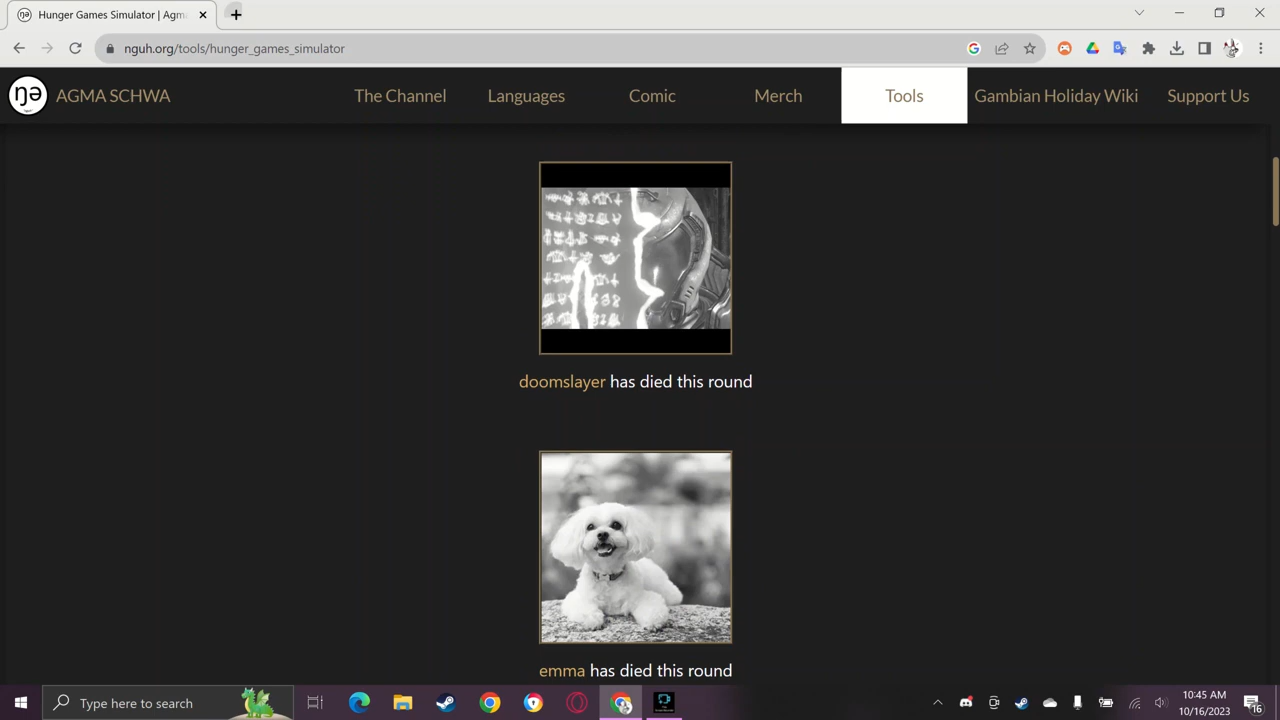 Hunger Games Simulator | Agma
nguh.org/tools/hunger_games_simulator
ŋə AGMA SCHWA The Channel Languages Comic Merch Tools Gambian Holiday Wiki Support Us
doomslayer has died this round
emma has died this round
Type here to search
10:45 AM
10/16/2023
16